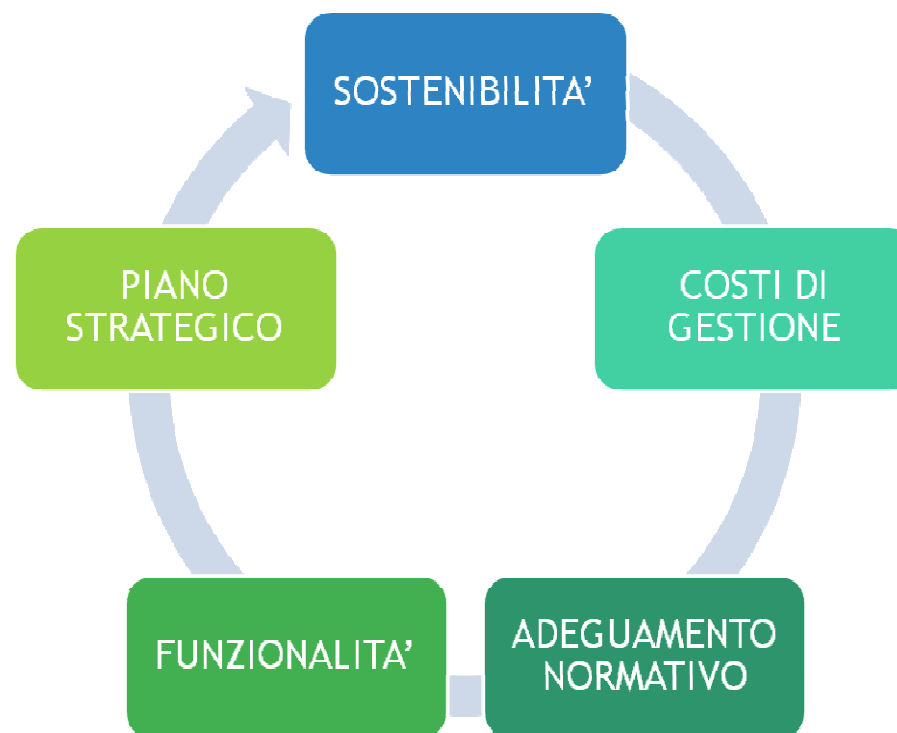 SOSTENIBILITA’
COSTI DI
GESTIONE
ADEGUAMENTO
NORMATIVO
FUNZIONALITA’
PIANO
STRATEGICO